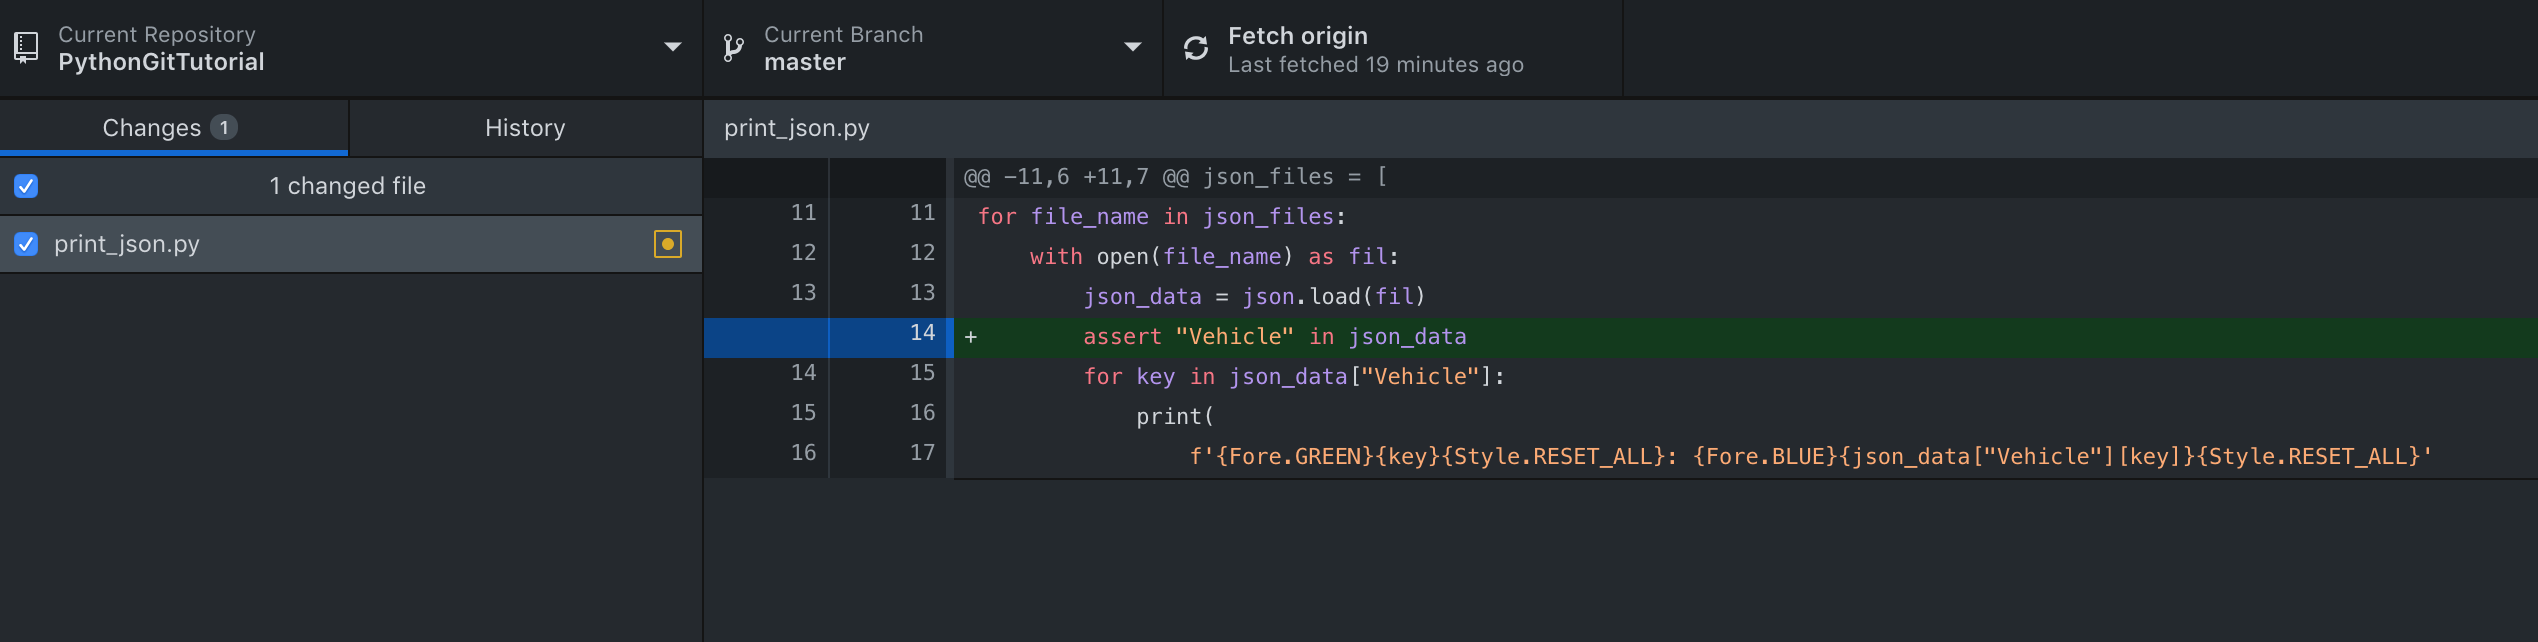 Current Repository
PythonGitTutorial
Current Branch
master
Fetch origin
Last fetched 19 minutes ago
Changes 1
History
1 changed file
print_json.py
print_json.py
@@ -11,6 +11,7 @@ json_files = [
11 11 for file_name in json_files:
12 12 with open(file_name) as fil:
13 13 json_data = json.load(fil)
14 + assert "Vehicle" in json_data
14 15 for key in json_data["Vehicle"]:
15 16 print(
16 17 f'{Fore.GREEN}{key}{Style.RESET_ALL}: {Fore.BLUE}{json_data["Vehicle"][key]}{Style.RESET_ALL}'